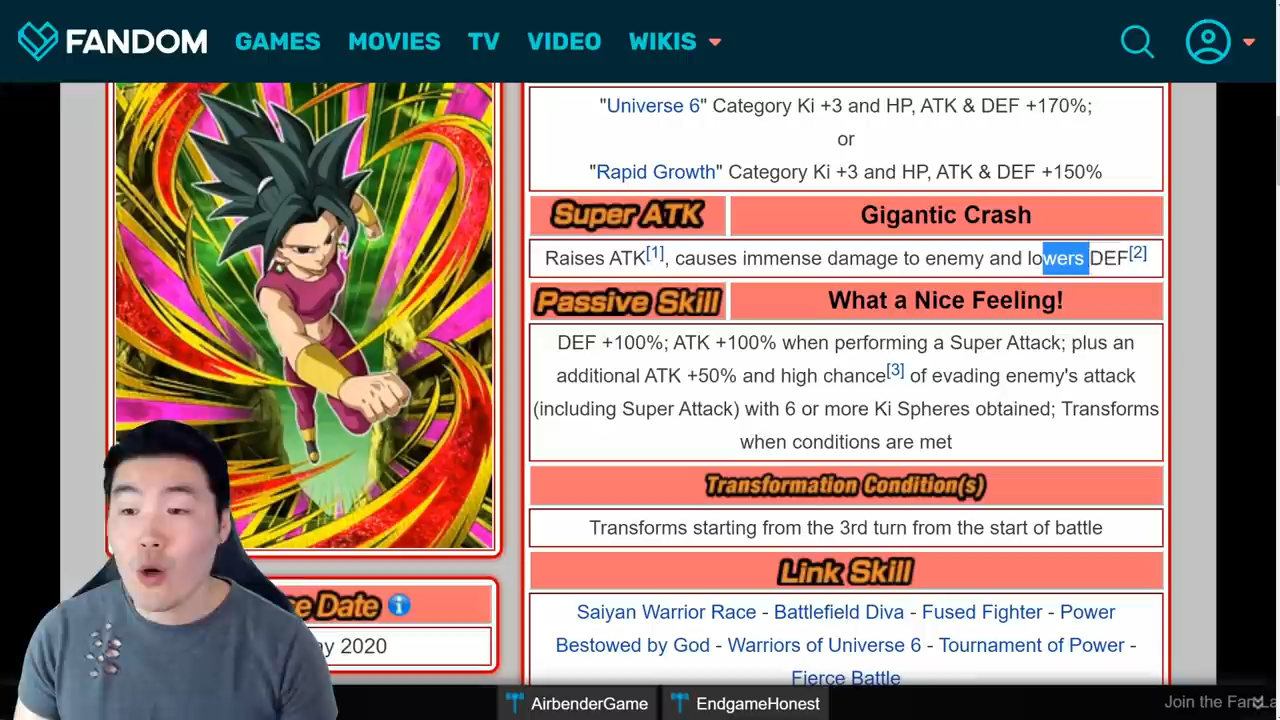 FANDOM GAMES MOVIES TV VIDEO WIKIS
"Universe 6" Category Ki +3 and HP, ATK & DEF +170%;
or
"Rapid Growth" Category Ki +3 and HP, ATK & DEF +150%
Super ATK Gigantic Crash
Raises ATK[1], causes immense damage to enemy and lowers DEF[2]
Passive Skill What a Nice Feeling!
DEF +100%; ATK +100% when performing a Super Attack; plus an
additional ATK +50% and high chance[3] of evading enemy's attack
(including Super Attack) with 6 or more Ki Spheres obtained; Transforms
when conditions are met
Transformation Condition(s)
Transforms starting from the 3rd turn from the start of battle
Link Skill
Saiyan Warrior Race - Battlefield Diva - Fused Fighter - Power
Bestowed by God - Warriors of Universe 6 - Tournament of Power -
Fierce Battle
Date
2020
AirbenderGame EndgameHonest
Join the